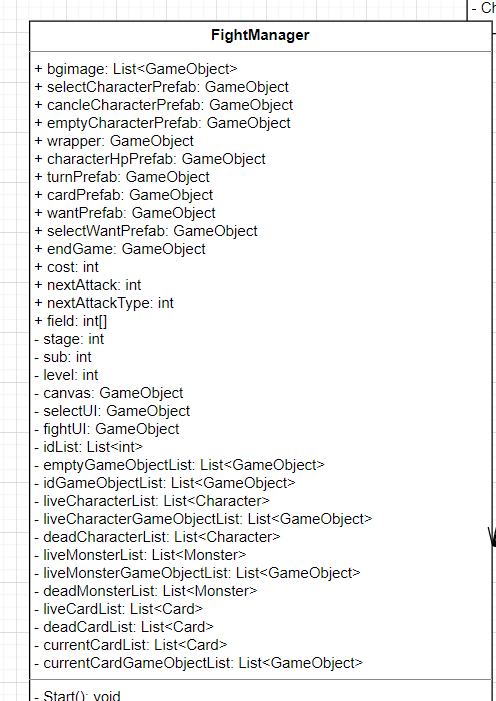 - Ch
FightManager
+ bgimage: List<GameObject>
+ selectCharacterPrefab: GameObject
+ cancleCharacterPrefab: GameObject
+ emptyCharacterPrefab: GameObject
+ wrapper: GameObject
+ characterHpPrefab: GameObject
+ turnPrefab: GameObject
+ cardPrefab: GameObject
+ wantPrefab: GameObject
+ selectWantPrefab: GameObject
+ endGame: GameObject
+ cost: int
+ nextAttack: int
+ nextAttackType: int
+ field: int[]
- stage: int
- sub: int
- level: int
- canvas: GameObject
- selectUI: GameObject
- fightUI: GameObject
- idList: List<int>
- emptyGameObjectList: List<GameObject>
- idGameObjectList: List<GameObject>
- liveCharacterList: List<Character>
- liveCharacterGameObjectList: List<GameObject>
- deadCharacterList: List<Character>
- liveMonsterList: List<Monster>
- liveMonsterGameObjectList: List<GameObject>
- deadMonsterList: List<Monster>
- liveCardList: List<Card>
- deadCardList: List<Card>
- currentCardList: List<Card>
- currentCardGameObjectList: List<GameObject>
- Start(): void